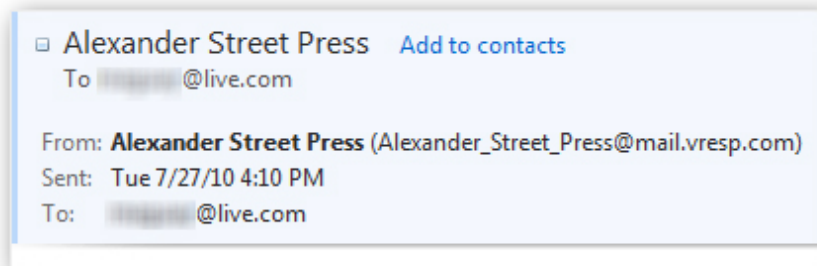 Alexander Street Press Add to contacts
To @live.com
From: Alexander Street Press (Alexander_Street_Press@mail.vresp.com)
Sent: Tue 7/27/10 4:10 PM
To: @live.com